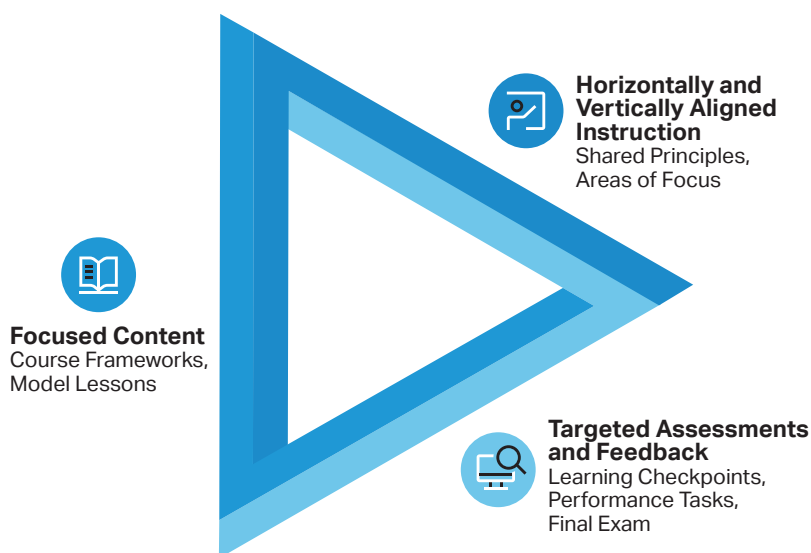 Horizontally and
Vertically Aligned
Instruction
Shared Principles,
Areas of Focus
Focused Content
Course Frameworks,
Model Lessons
Targeted Assessments
and Feedback
Learning Checkpoints,
Performance Tasks,
Final Exam